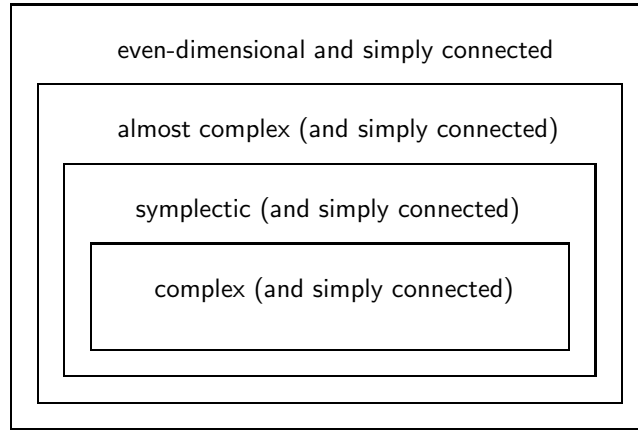 even-dimensional and simply connected
almost complex (and simply connected)
symplectic (and simply connected)
complex (and simply connected)